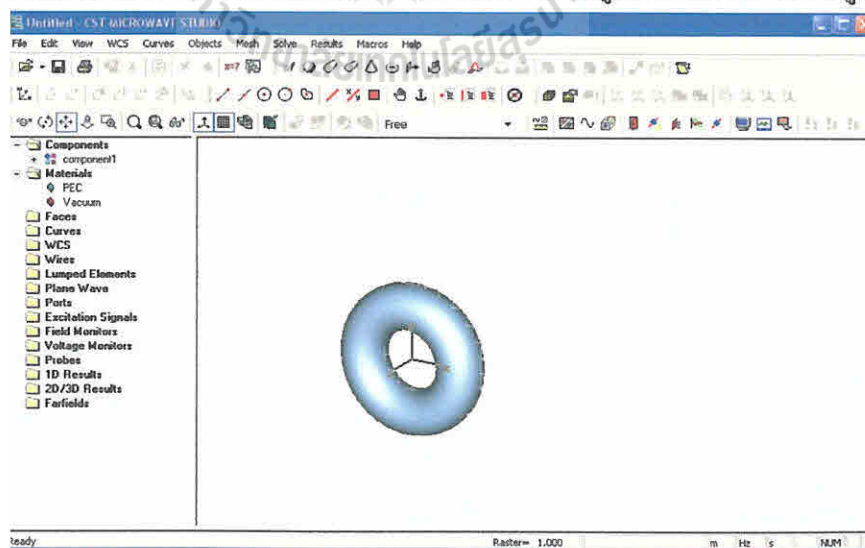 Untitled - CST MICROWAVE STUDIO
File Edit View WCS Curves Objects Mesh Solve Results Macros Help
Free
Components
component1
Materials
PEC
Vacuum
Faces
Curves
WCS
Wires
Lumped Elements
Plane Wave
Ports
Excitation Signals
Field Monitors
Voltage Monitors
Probes
1D Results
2D/3D Results
Farfields
Ready Raster= 1.000 m Hz s NUM